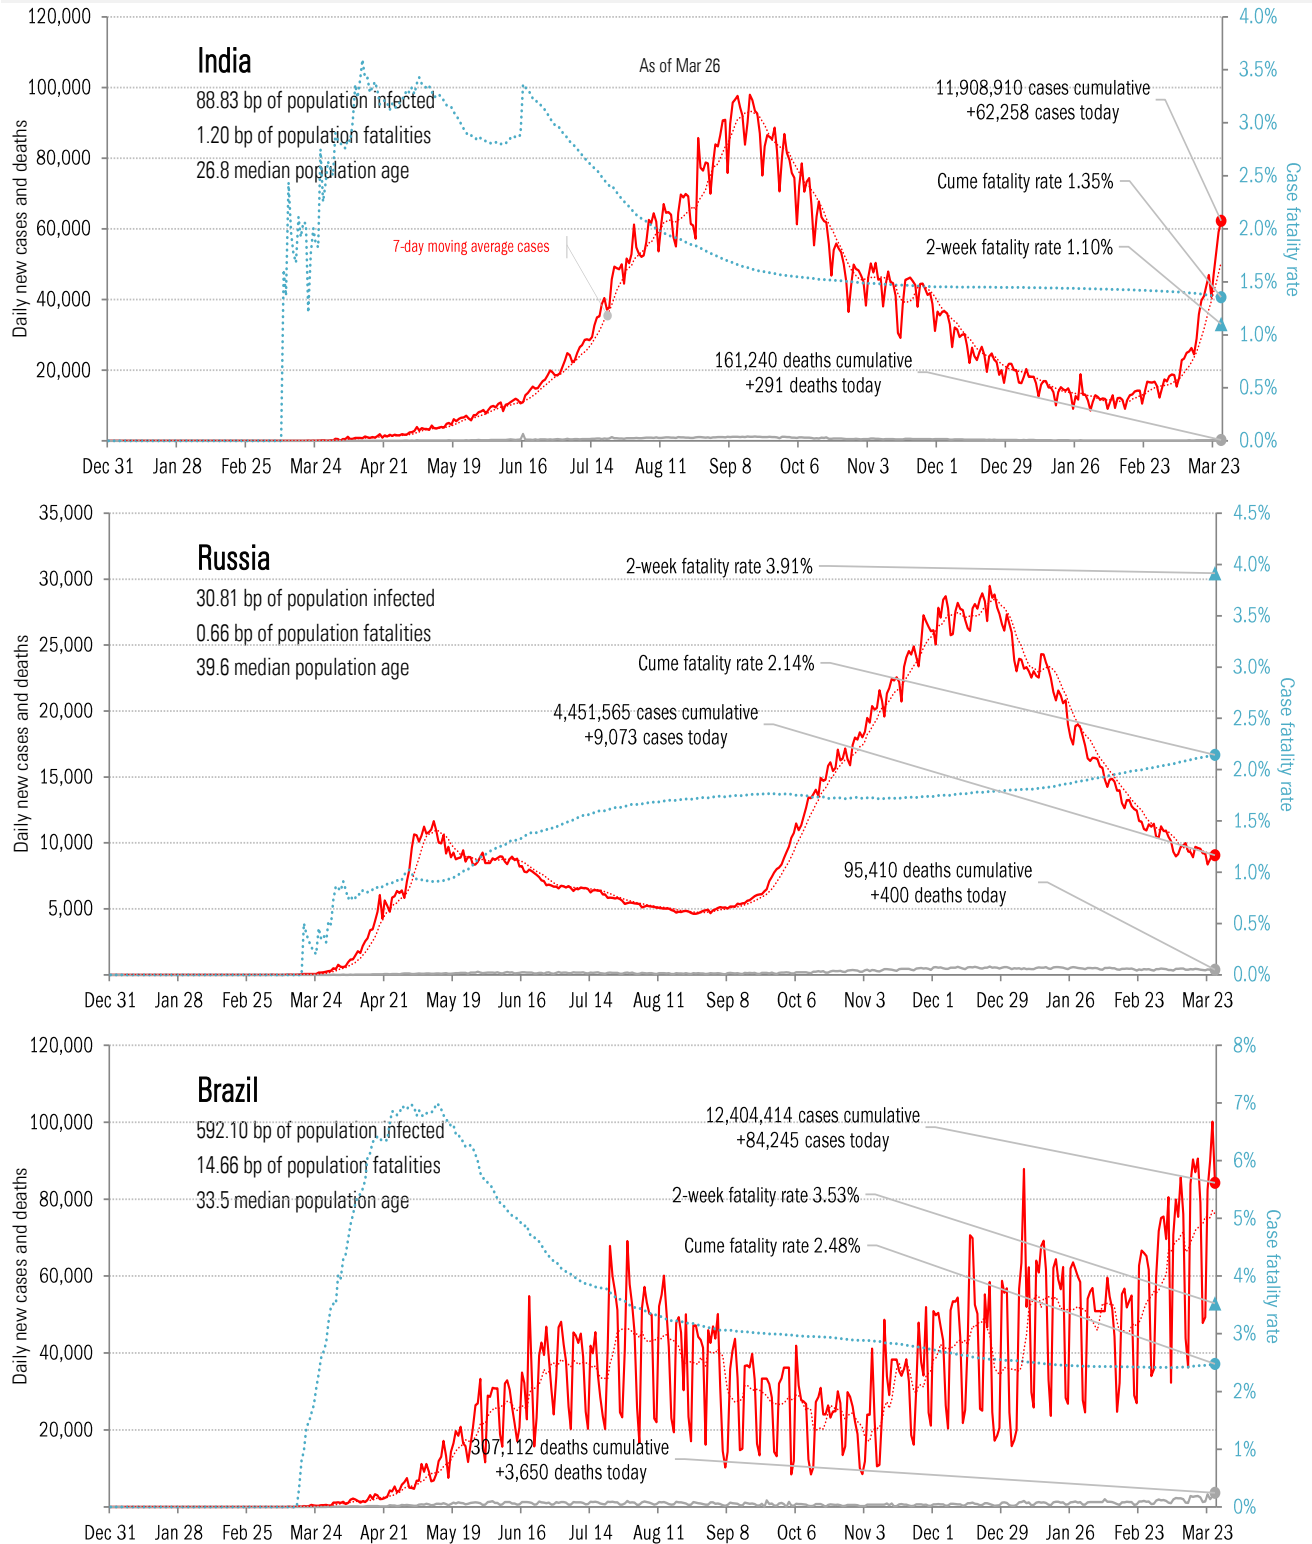 120,000
4.0%
India
As of Mar 26
88.83 bp of population infected
1.20 bp of population fatalities
26.8 median population age
11,908,910 cases cumulative
+62,258 cases today
Cume fatality rate 1.35%
2-week fatality rate 1.10%
7-day moving average cases
161,240 deaths cumulative
+291 deaths today
Daily new cases and deaths
100,000
80,000
60,000
40,000
20,000
3.5%
3.0%
2.5%
2.0%
1.5%
1.0%
0.5%
0.0%
Case fatality rate
Dec 31 Jan 28 Feb 25 Mar 24 Apr 21 May 19 Jun 16 Jul 14 Aug 11 Sep 8 Oct 6 Nov 3 Dec 1 Dec 29 Jan 26 Feb 23 Mar 23
35,000
30,000
25,000
20,000
15,000
10,000
5,000
Daily new cases and deaths
Russia
30.81 bp of population infected
0.66 bp of population fatalities
39.6 median population age
2-week fatality rate 3.91%
Cume fatality rate 2.14%
4,451,565 cases cumulative
+9,073 cases today
95,410 deaths cumulative
+400 deaths today
4.5%
4.0%
3.5%
3.0%
2.5%
2.0%
1.5%
1.0%
0.5%
0.0%
Case fatality rate
Dec 31 Jan 28 Feb 25 Mar 24 Apr 21 May 19 Jun 16 Jul 14 Aug 11 Sep 8 Oct 6 Nov 3 Dec 1 Dec 29 Jan 26 Feb 23 Mar 23
120,000
100,000
80,000
60,000
40,000
20,000
Daily new cases and deaths
Brazil
592.10 bp of population infected
14.66 bp of population fatalities
33.5 median population age
12,404,414 cases cumulative
+84,245 cases today
2-week fatality rate 3.53%
Cume fatality rate 2.48%
307,112 deaths cumulative
+3,650 deaths today
8%
7%
6%
5%
4%
3%
2%
1%
0%
Case fatality rate
Dec 31 Jan 28 Feb 25 Mar 24 Apr 21 May 19 Jun 16 Jul 14 Aug 11 Sep 8 Oct 6 Nov 3 Dec 1 Dec 29 Jan 26 Feb 23 Mar 23